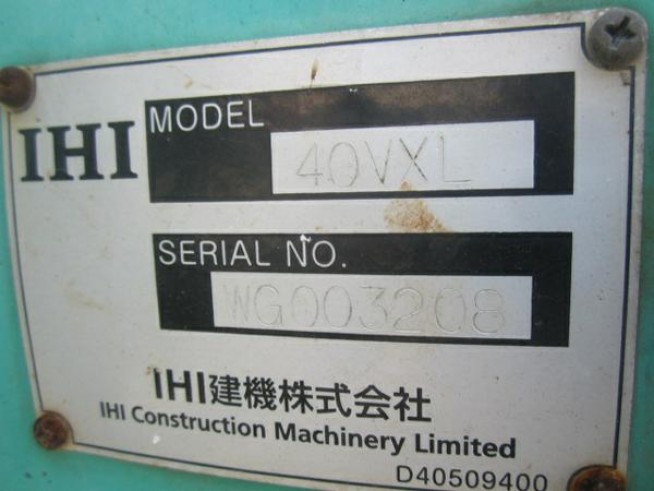 IHI
MODEL
40VXL
SERIAL NO.
WG003208
IHI建機株式会社
IHI Construction Machinery Limited
D40509400